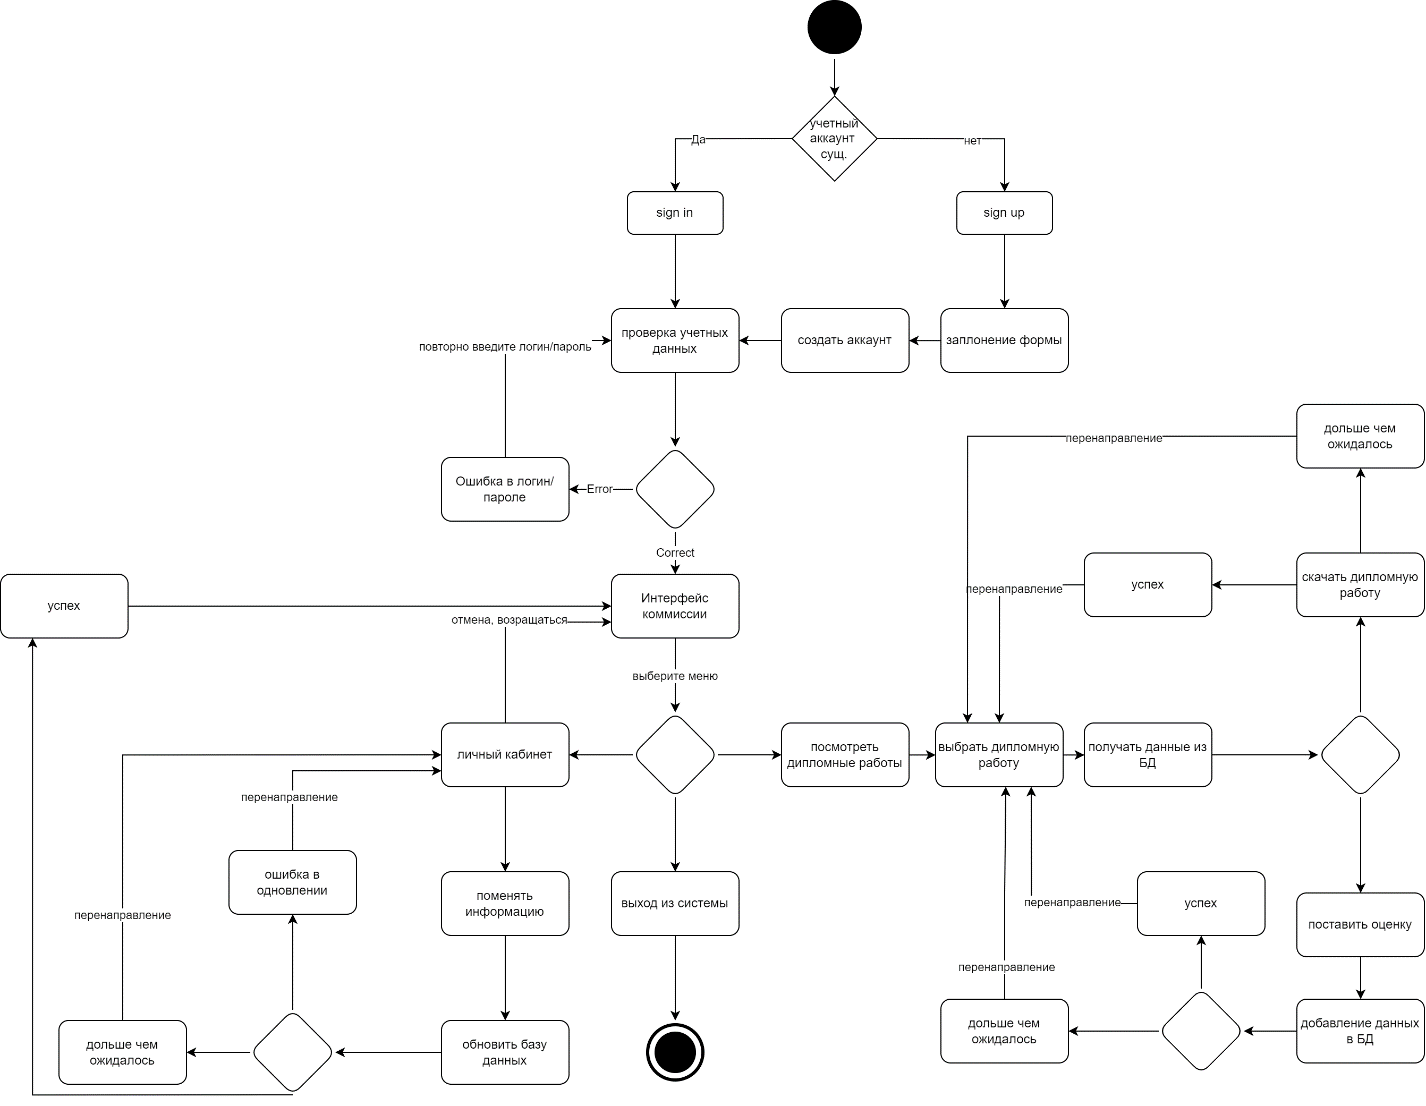 учетный
аккаунт
сущ.
Да
нет
sign in
sign up
проверка учетных
данных
создать аккаунт
заплонение формы
повторно введите логин/пароль
Ошибка в логин/
пароле
Error
Correct
дольше чем
ожидалось
перенаправление
скачать дипломную
работу
успех
перенаправление
успех
Интерфейс
коммиссии
отмена, возращаться
выберите меню
личный кабинет
посмотреть
дипломные работы
выбрать дипломную
работу
получать данные из
БД
перенаправление
ошибка в
одновлении
перенаправление
поменять
информацию
выход из системы
перенаправление
успех
поставить оценку
перенаправление
дольше чем
ожидалось
обновить базу
данных
дольше чем
ожидалось
добавление данных
в БД